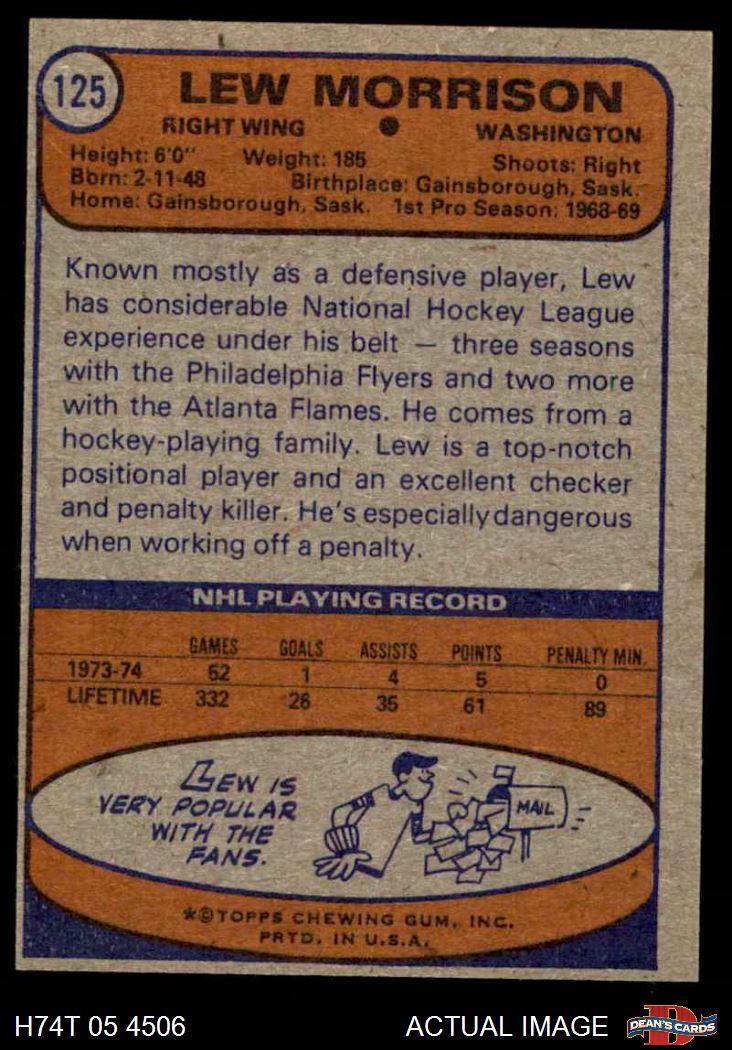 125
LEW MORRISON
RIGHT WING ● WASHINGTON
Height: 6'0" Weight: 185 Shoots: Right
Born: 2-11-48 Birthplace: Gainsborough, Sask.
Home: Gainsborough, Sask. 1st Pro Season: 1968-69
Known mostly as a defensive player, Lew
has considerable National Hockey League
experience under his belt — three seasons
with the Philadelphia Flyers and two more
with the Atlanta Flames. He comes from a
hockey-playing family. Lew is a top-notch
positional player and an excellent checker
and penalty killer. He's especially dangerous
when working off a penalty.
NHL PLAYING RECORD
GAMES GOALS ASSISTS POINTS PENALTY MIN.
1973-74 52 1 4 5 0
LIFETIME 332 26 35 61 89
LEW IS
VERY POPULAR
WITH THE
FANS.
MAIL
*©TOPPS CHEWING GUM, INC.
PRTD. IN U.S.A.
H74T 05 4506 ACTUAL IMAGE
DEAN'S CARDS